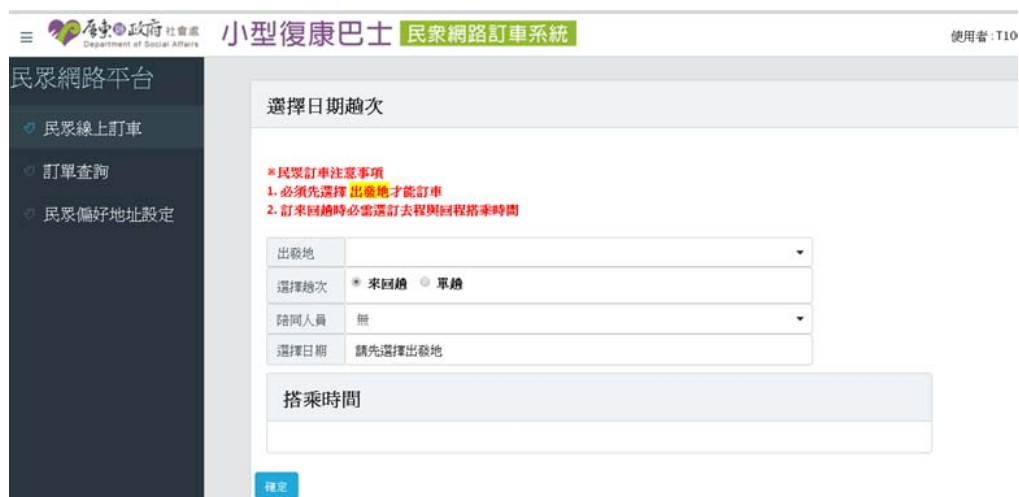 屏東政府社會處
Department of Social Affairs
小型復康巴士 民眾網路訂車系統
使用者:T10
民眾網路平台
民眾線上訂車
訂單查詢
民眾偏好地址設定
選擇日期趟次
※民眾訂車注意事項
1. 必須先選擇 出發地才能訂車
2. 訂來回趟時必需選訂去程與回程搭乘時間
出發地
選擇趟次 來回趟 單趟
陪同人員 無
選擇日期 請先選擇出發地
搭乘時間
確定